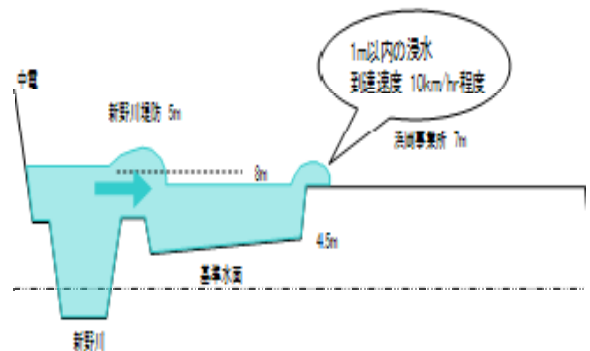 1m以内の浸水
到達速度 10km/hr程度
中電
新野川堤防 5m
浜岡事業所 7m
8m
4.5m
基準水面
新野川